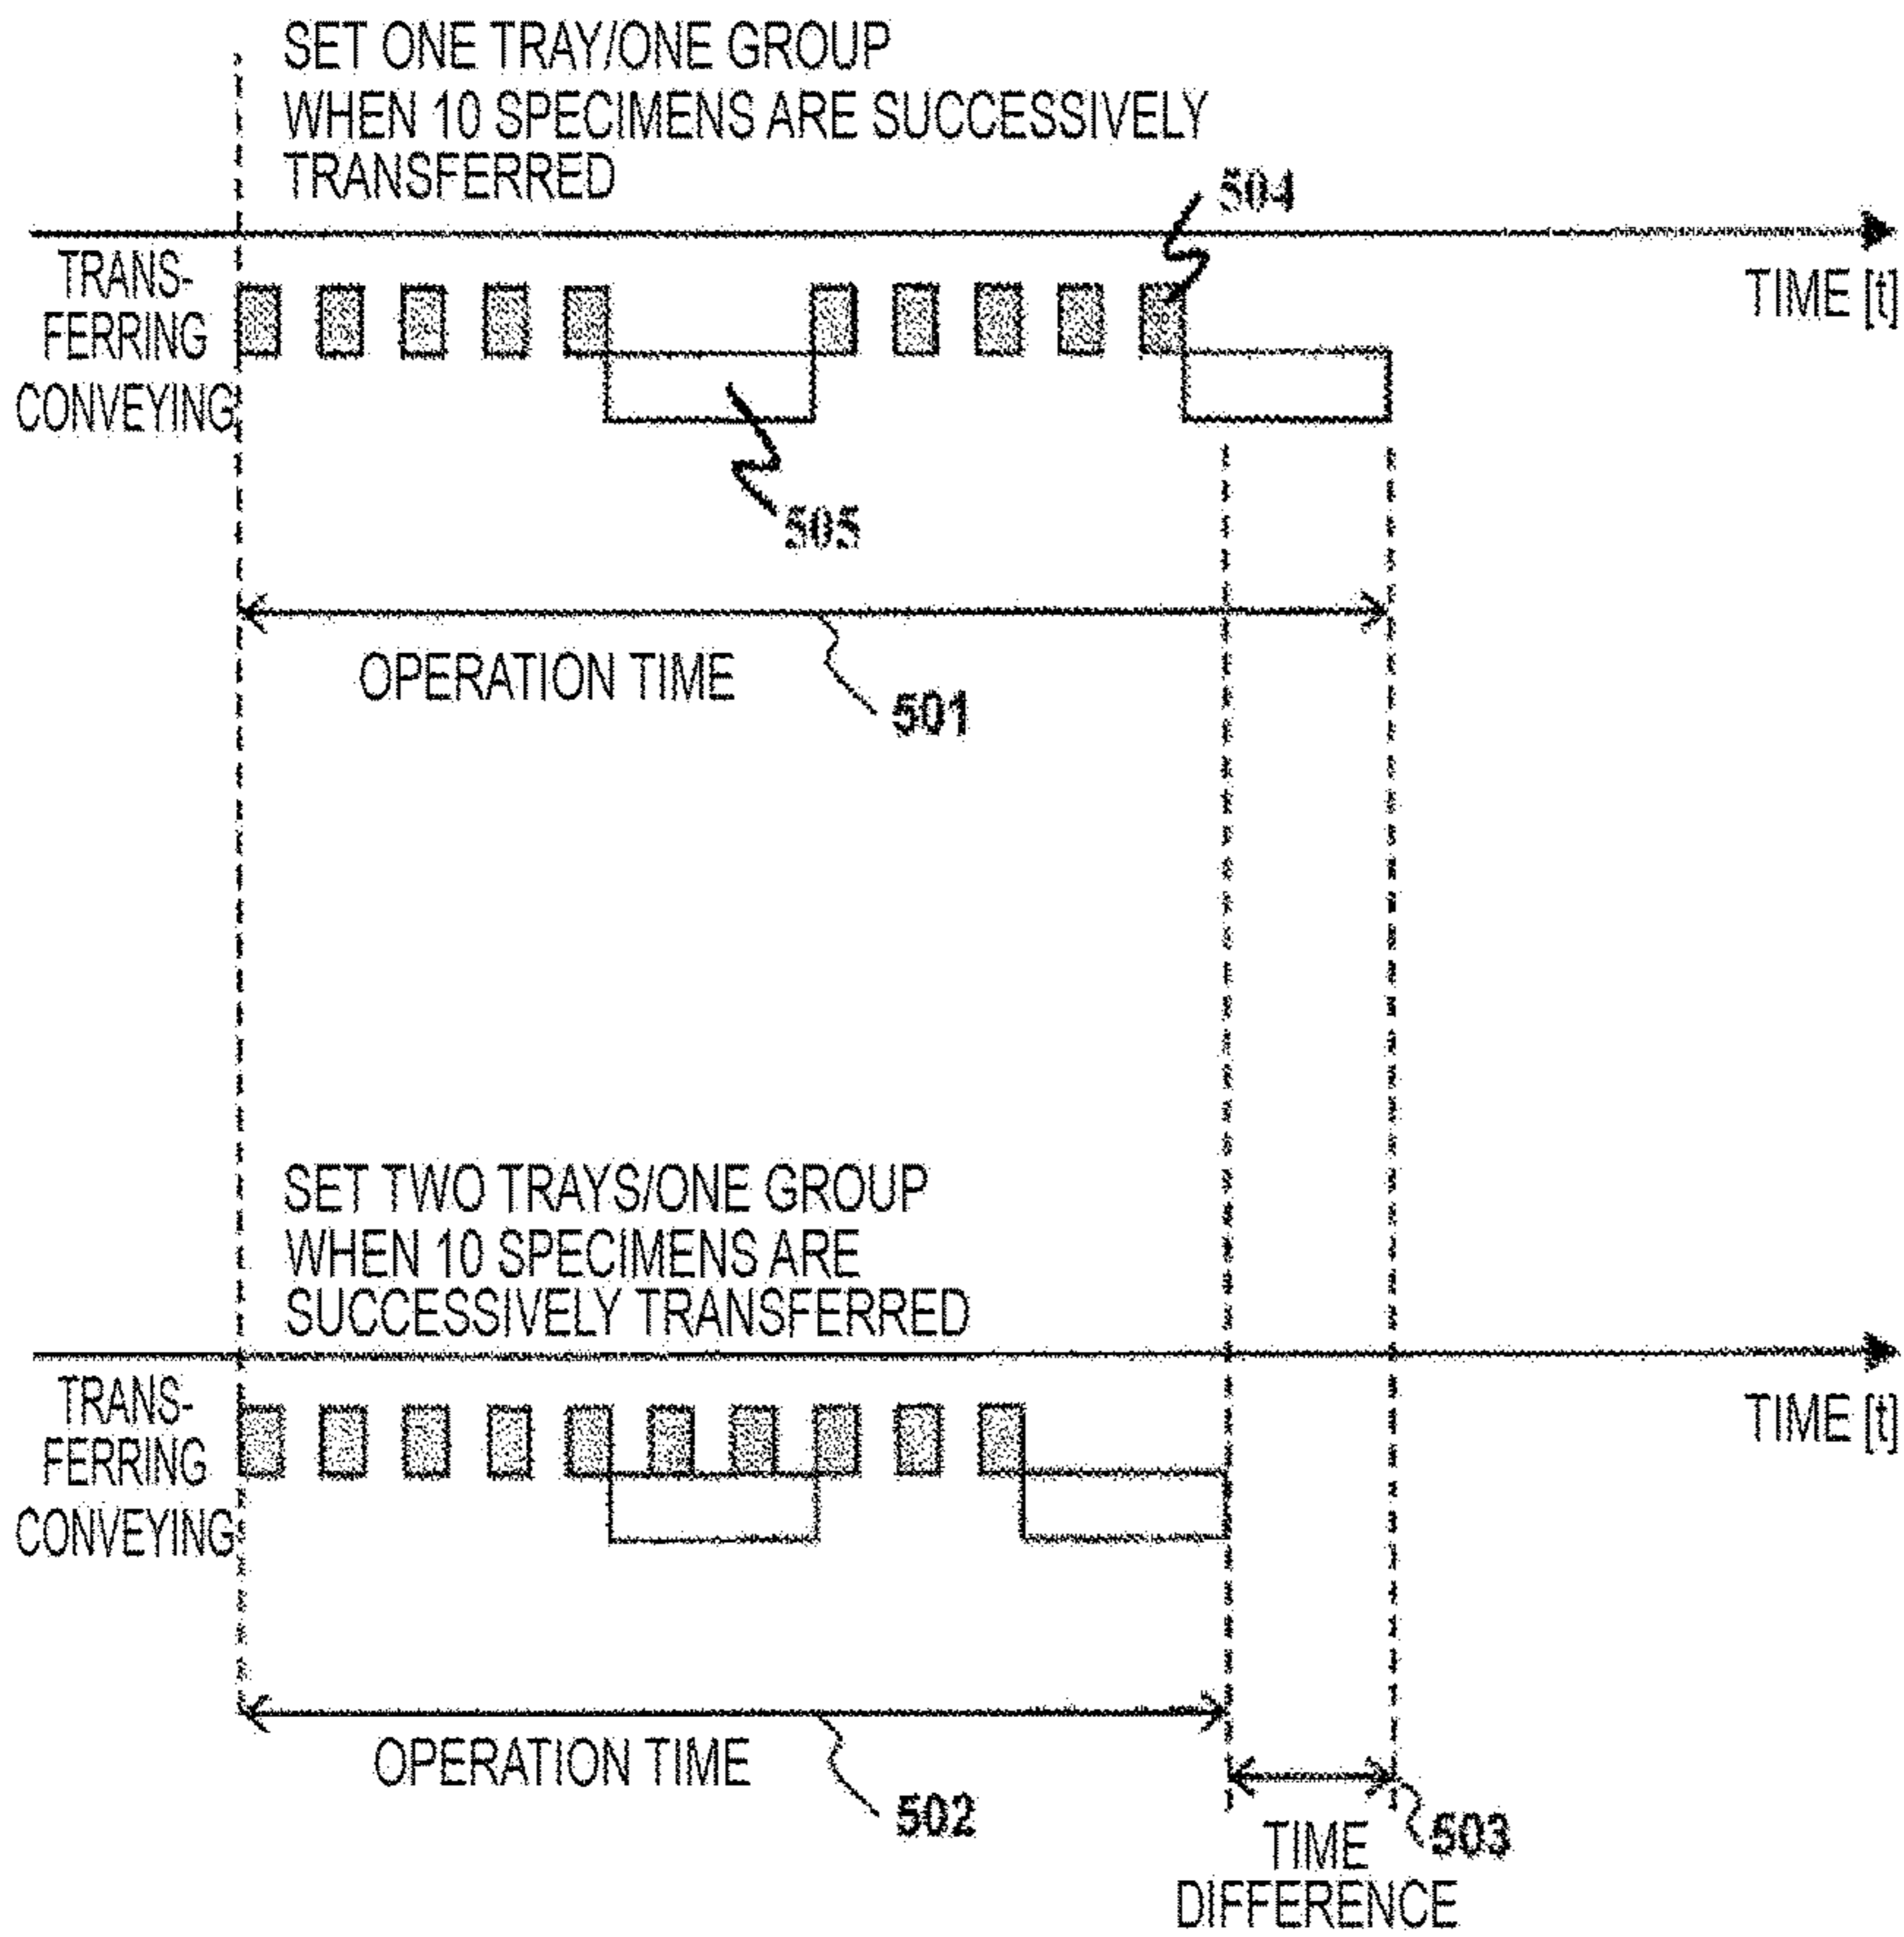 SET ONE TRAY/ONE GROUP
WHEN 10 SPECIMENS ARE SUCCESSIVELY
TRANSFERRED
504
TRANS-
FERRING
CONVEYING
TIME [t]
505
OPERATION TIME
501
SET TWO TRAYS/ONE GROUP
WHEN 10 SPECIMENS ARE
SUCCESSIVELY TRANSFERRED
TRANS-
FERRING
CONVEYING
TIME [t]
OPERATION TIME
502
503
TIME
DIFFERENCE